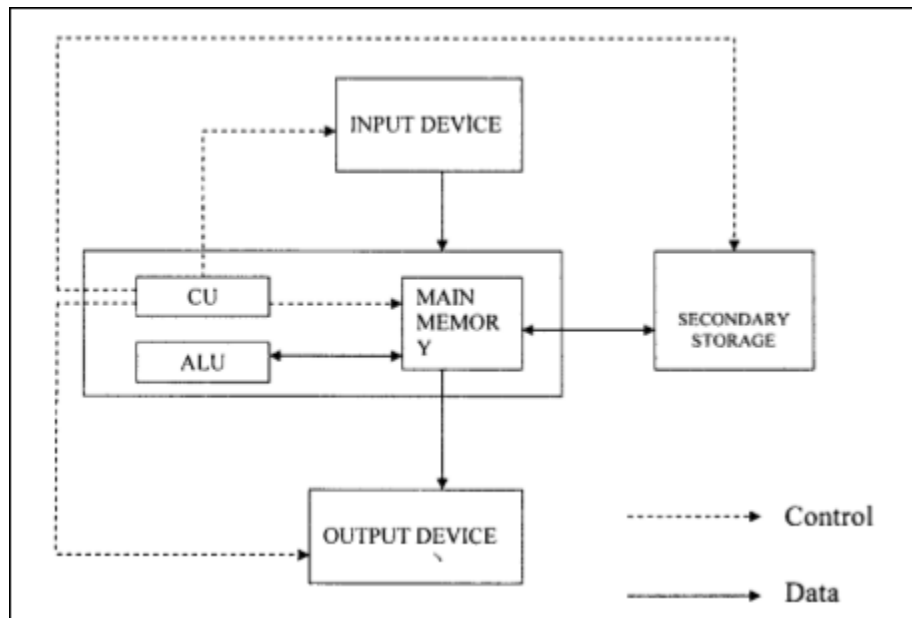 INPUT DEVICE
CU
MAIN
MEMOR
Y
ALU
SECONDARY
STORAGE
OUTPUT DEVICE
Control
Data